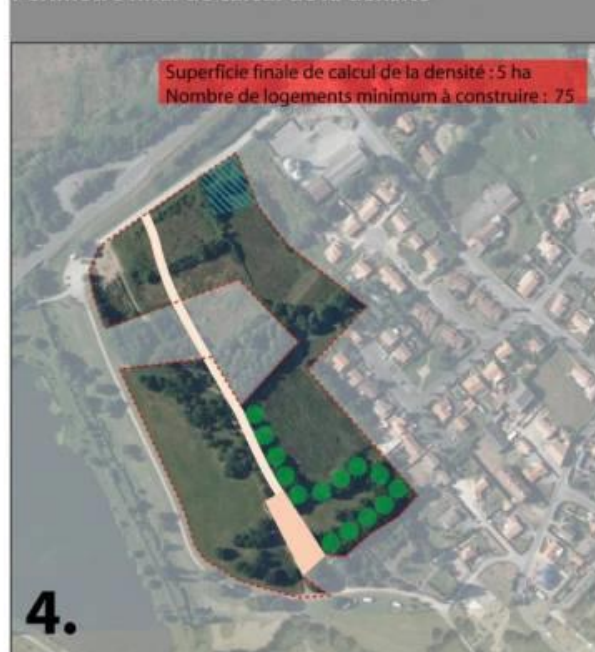 Superficie finale de calcul de la densité : 5 ha
Nombre de logements minimum à construire : 75
4.